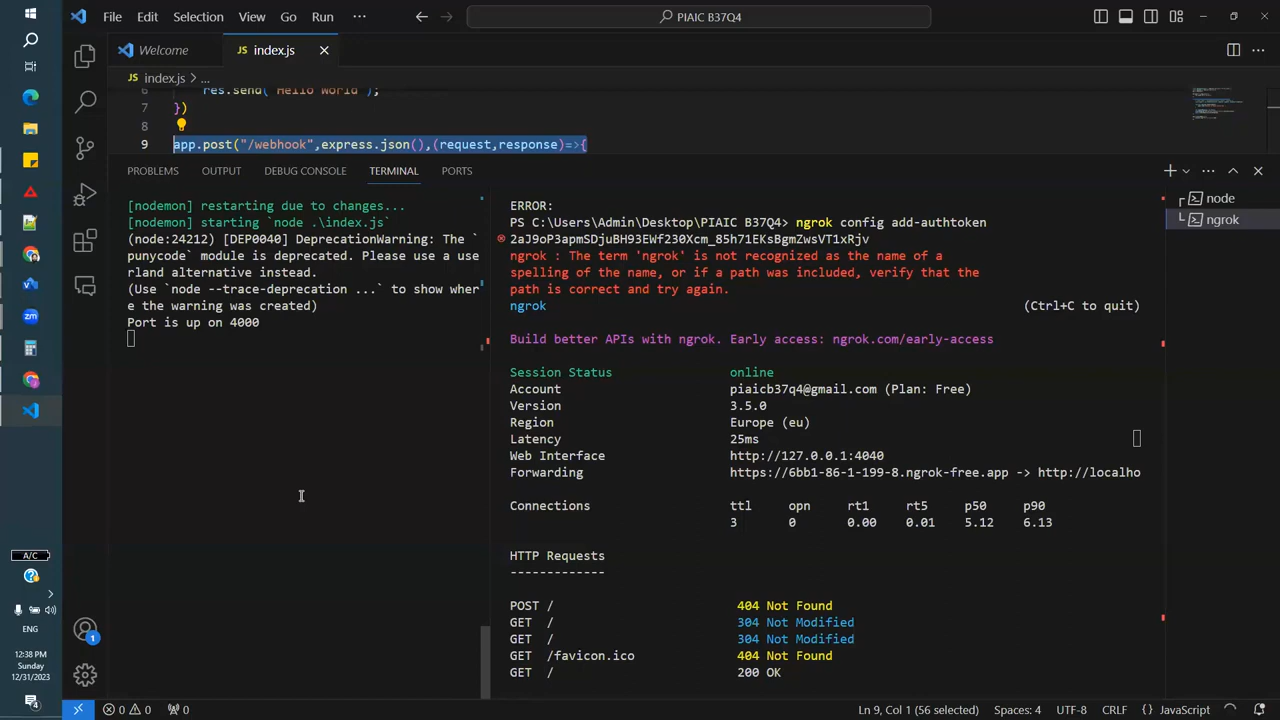 File Edit Selection View Go Run ··· PIAIC B37Q4
Welcome JS index.js
JS index.js > ...
6 res.send("Hello World");
7 })
8
9 app.post("/webhook",express.json(),(request,response)=>{
PROBLEMS OUTPUT DEBUG CONSOLE TERMINAL PORTS
[nodemon] restarting due to changes...
[nodemon] starting `node .\index.js`
(node:24212) [DEP0040] DeprecationWarning: The `
punycode` module is deprecated. Please use a use
rland alternative instead.
(Use `node --trace-deprecation ...` to show wher
e the warning was created)
Port is up on 4000
ERROR:
PS C:\Users\Admin\Desktop\PIAIC B37Q4> ngrok config add-authtoken
2aJ9oP3apmSDjuBH93EWf230Xcm_85h71EKsBgmZwsVT1xRjv
ngrok : The term 'ngrok' is not recognized as the name of a
spelling of the name, or if a path was included, verify that the
path is correct and try again.
ngrok (Ctrl+C to quit)
Build better APIs with ngrok. Early access: ngrok.com/early-access
Session Status online
Account piaicb37q4@gmail.com (Plan: Free)
Version 3.5.0
Region Europe (eu)
Latency 25ms
Web Interface http://127.0.0.1:4040
Forwarding https://6bb1-86-1-199-8.ngrok-free.app -> http://localho
Connections ttl opn rt1 rt5 p50 p90
3 0 0.00 0.01 5.12 6.13
HTTP Requests
-------------
POST / 404 Not Found
GET / 304 Not Modified
GET / 304 Not Modified
GET /favicon.ico 404 Not Found
GET / 200 OK
node
ngrok
A/C
ENG
12:38 PM
Sunday
12/31/2023
4
1
0 0 0 Ln 9, Col 1 (56 selected) Spaces: 4 UTF-8 CRLF {} JavaScript